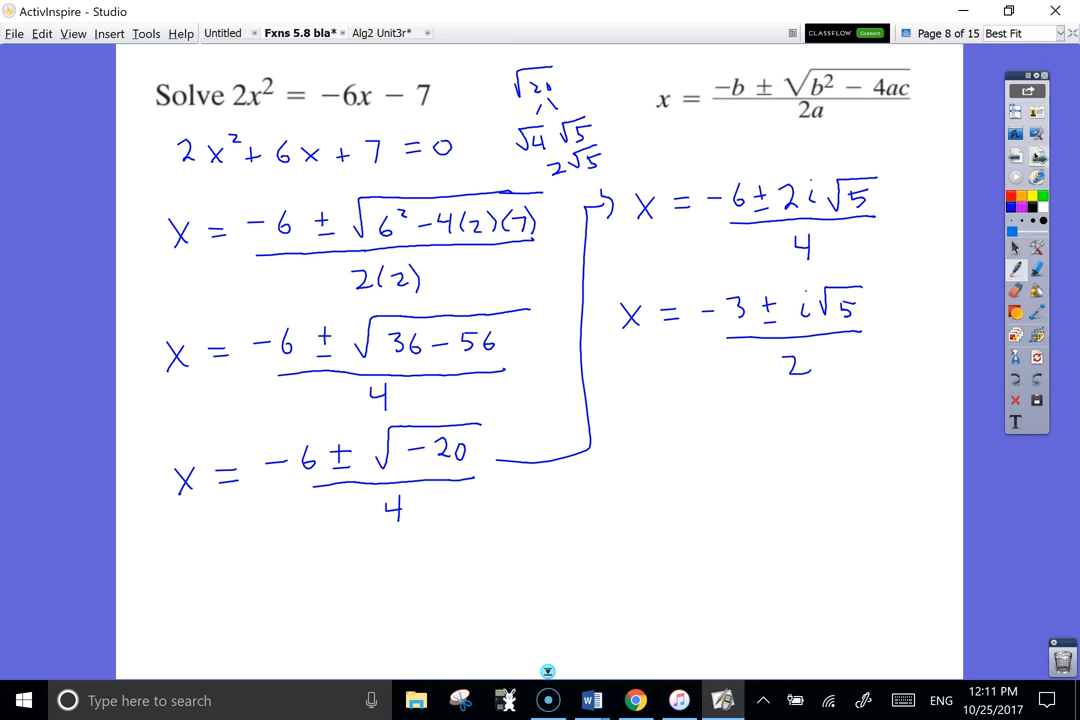 ActivInspire - Studio
File Edit View Insert Tools Help Untitled Fxns 5.8 bla* Alg2 Unit3r* CLASSFLOW Connect Page 8 of 15 Best Fit
Solve 2x² = −6x − 7
2x² + 6x + 7 = 0
x = -6 ± √(6² - 4(2)(7)) / 2(2)
x = -6 ± √(36 - 56) / 4
x = -6 ± √(-20) / 4
√20
√4 √5
2√5
x = (−b ± √(b² − 4ac)) / 2a
x = -6 ± 2i√5 / 4
x = -3 ± i√5 / 2
T
Type here to search
ENG
12:11 PM
10/25/2017